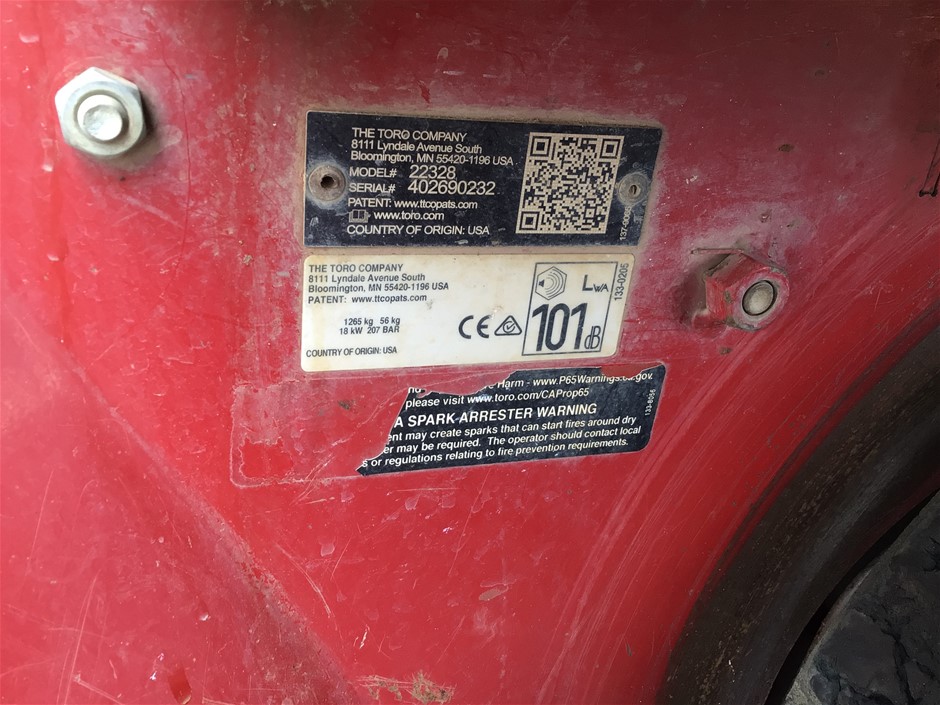 THE TORO COMPANY
8111 Lyndale Avenue South
Bloomington, MN 55420-1196 USA
MODEL# 22328
SERIAL# 402690232
PATENT: www.ttcopats.com
www.toro.com
COUNTRY OF ORIGIN: USA
THE TORO COMPANY
8111 Lyndale Avenue South
Bloomington, MN 55420-1196 USA
PATENT: www.ttcopats.com
1265 kg 56 kg
18 kW 207 BAR
COUNTRY OF ORIGIN: USA
CE
LWA
101 dB
133-0205
Harm - www.P65Warnings.ca.gov
please visit www.toro.com/CAProp65
A SPARK-ARRESTER WARNING
ent may create sparks that can start fires around dry
er may be required. The operator should contact local
s or regulations relating to fire prevention requirements.